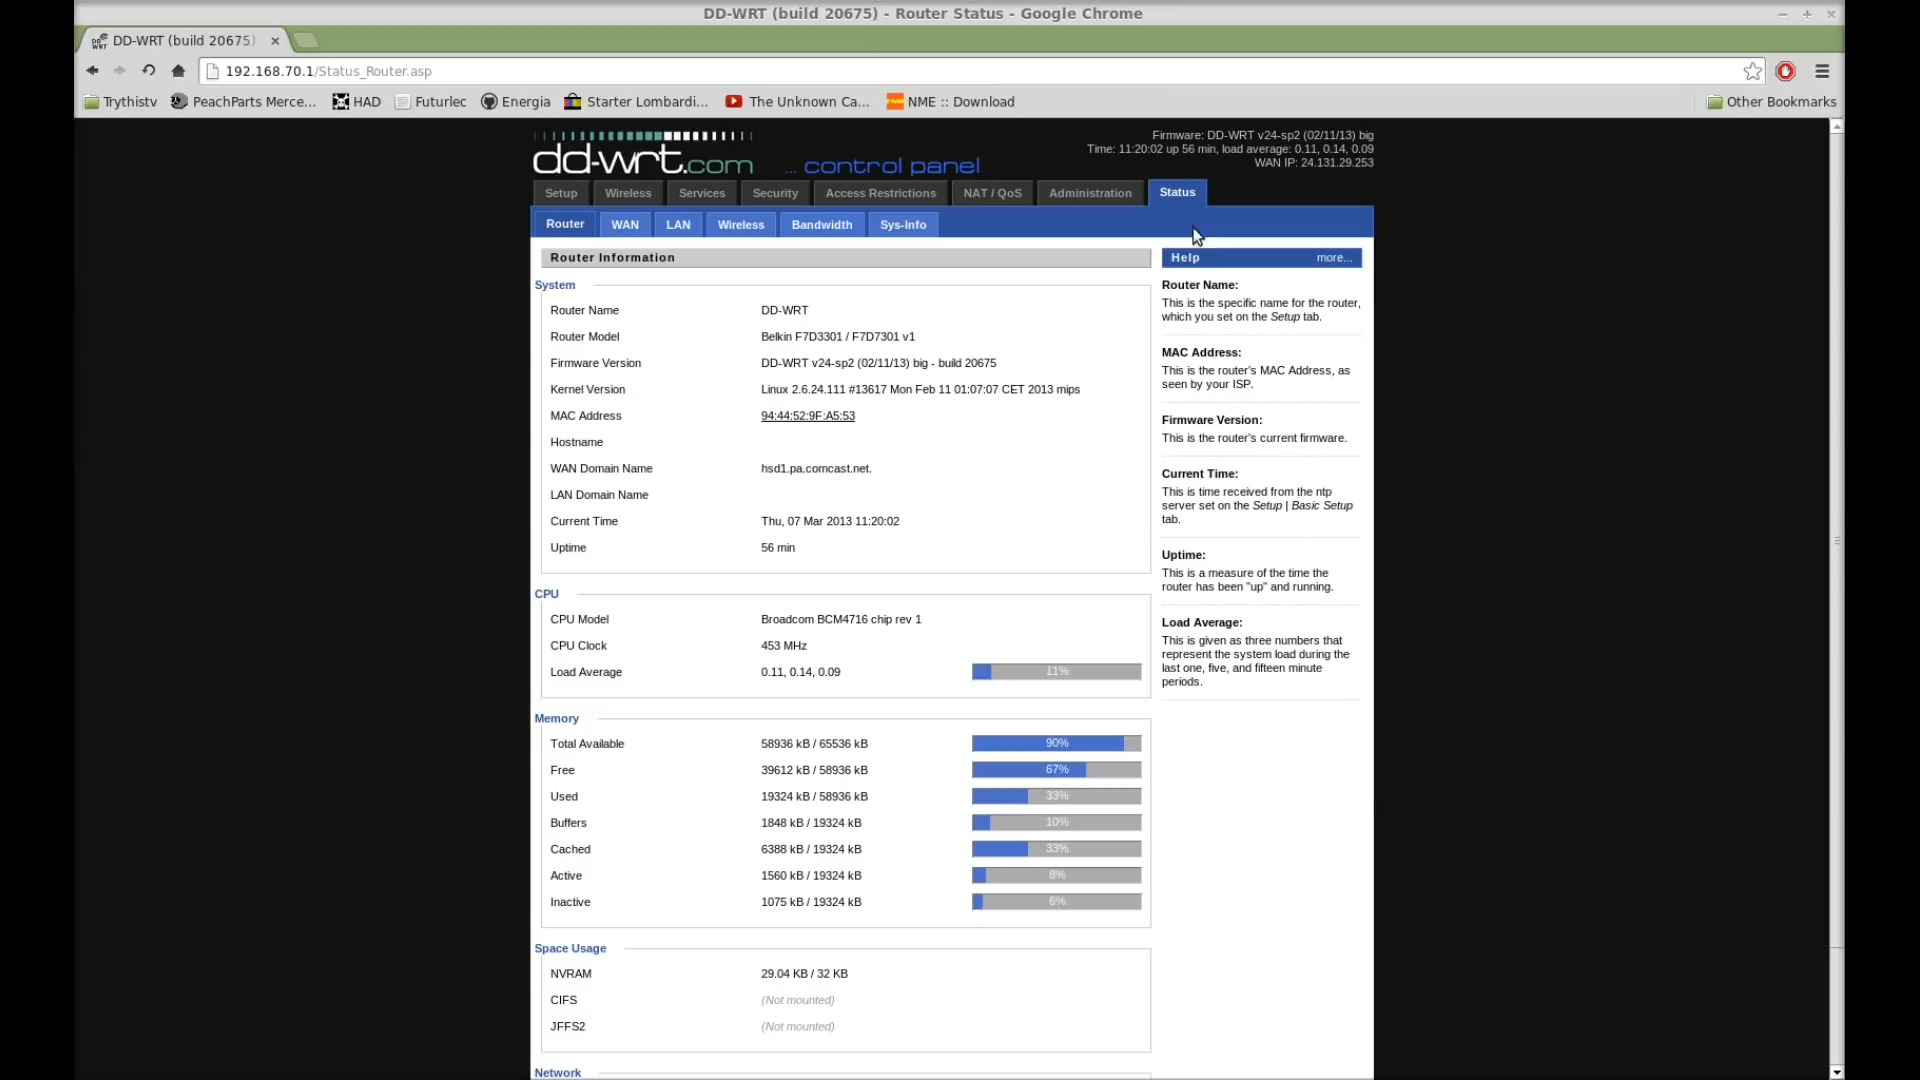 DD-WRT (build 20675) - Router Status - Google Chrome
DD-WRT (build 20675)
192.168.70.1/Status_Router.asp
Trythistv PeachParts Merce... HAD Futurlec Energia Starter Lombardi... The Unknown Ca... NME :: Download Other Bookmarks
dd-wrt.com ... control panel
Firmware: DD-WRT v24-sp2 (02/11/13) big
Time: 11:20:02 up 56 min, load average: 0.11, 0.14, 0.09
WAN IP: 24.131.29.253
Setup Wireless Services Security Access Restrictions NAT / QoS Administration Status
Router WAN LAN Wireless Bandwidth Sys-Info
Router Information
System
Router Name DD-WRT
Router Model Belkin F7D3301 / F7D7301 v1
Firmware Version DD-WRT v24-sp2 (02/11/13) big - build 20675
Kernel Version Linux 2.6.24.111 #13617 Mon Feb 11 01:07:07 CET 2013 mips
MAC Address 94:44:52:9F:A5:53
Hostname
WAN Domain Name hsd1.pa.comcast.net.
LAN Domain Name
Current Time Thu, 07 Mar 2013 11:20:02
Uptime 56 min
CPU
CPU Model Broadcom BCM4716 chip rev 1
CPU Clock 453 MHz
Load Average 0.11, 0.14, 0.09 11%
Memory
Total Available 58936 kB / 65536 kB 90%
Free 39612 kB / 58936 kB 67%
Used 19324 kB / 58936 kB 33%
Buffers 1848 kB / 19324 kB 10%
Cached 6388 kB / 19324 kB 33%
Active 1560 kB / 19324 kB 8%
Inactive 1075 kB / 19324 kB 6%
Space Usage
NVRAM 29.04 KB / 32 KB
CIFS (Not mounted)
JFFS2 (Not mounted)
Network
Help more...
Router Name:
This is the specific name for the router,
which you set on the Setup tab.
MAC Address:
This is the router's MAC Address, as
seen by your ISP.
Firmware Version:
This is the router's current firmware.
Current Time:
This is time received from the ntp
server set on the Setup | Basic Setup
tab.
Uptime:
This is a measure of the time the
router has been "up" and running.
Load Average:
This is given as three numbers that
represent the system load during the
last one, five, and fifteen minute
periods.